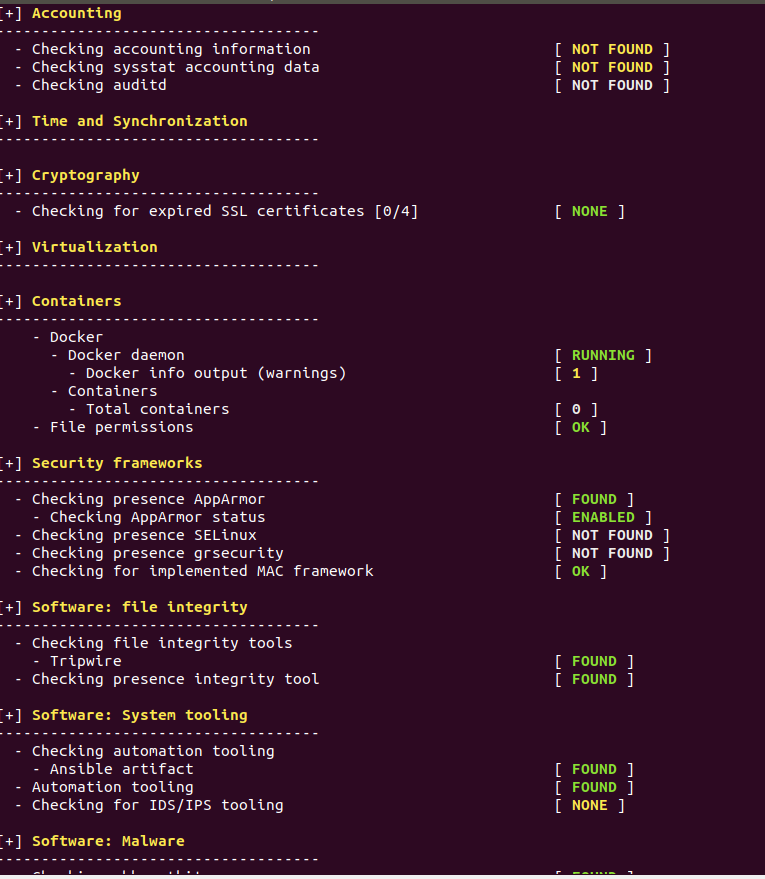 [+] Accounting
------------------------------------
  - Checking accounting information                           [ NOT FOUND ]
  - Checking sysstat accounting data                          [ NOT FOUND ]
  - Checking auditd                                           [ NOT FOUND ]
[+] Time and Synchronization
------------------------------------
[+] Cryptography
------------------------------------
  - Checking for expired SSL certificates [0/4]               [ NONE ]
[+] Virtualization
------------------------------------
[+] Containers
------------------------------------
    - Docker
      - Docker daemon                                         [ RUNNING ]
        - Docker info output (warnings)                       [ 1 ]
      - Containers
        - Total containers                                    [ 0 ]
    - File permissions                                        [ OK ]
[+] Security frameworks
------------------------------------
  - Checking presence AppArmor                                [ FOUND ]
    - Checking AppArmor status                                [ ENABLED ]
  - Checking presence SELinux                                 [ NOT FOUND ]
  - Checking presence grsecurity                              [ NOT FOUND ]
  - Checking for implemented MAC framework                    [ OK ]
[+] Software: file integrity
------------------------------------
  - Checking file integrity tools
    - Tripwire                                                [ FOUND ]
  - Checking presence integrity tool                          [ FOUND ]
[+] Software: System tooling
------------------------------------
  - Checking automation tooling
    - Ansible artifact                                        [ FOUND ]
  - Automation tooling                                        [ FOUND ]
  - Checking for IDS/IPS tooling                              [ NONE ]
[+] Software: Malware
------------------------------------